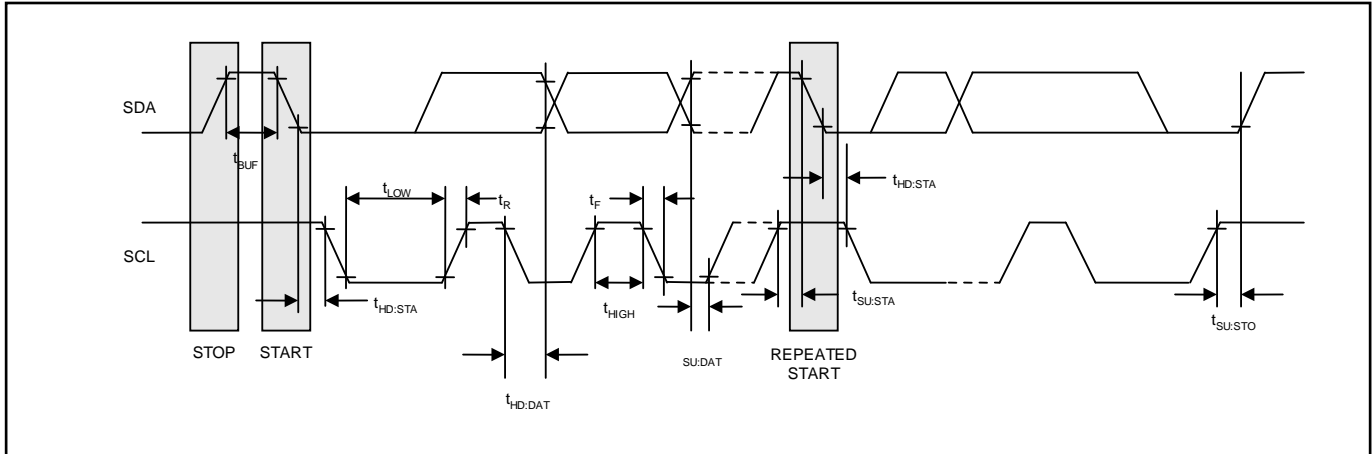 SDA
tBUF
tLOW
tR
tF
tHD:STA
SCL
tHD:STA
tHIGH
tSU:STA
tSU:STO
STOP
START
SU:DAT
REPEATED
START
tHD:DAT